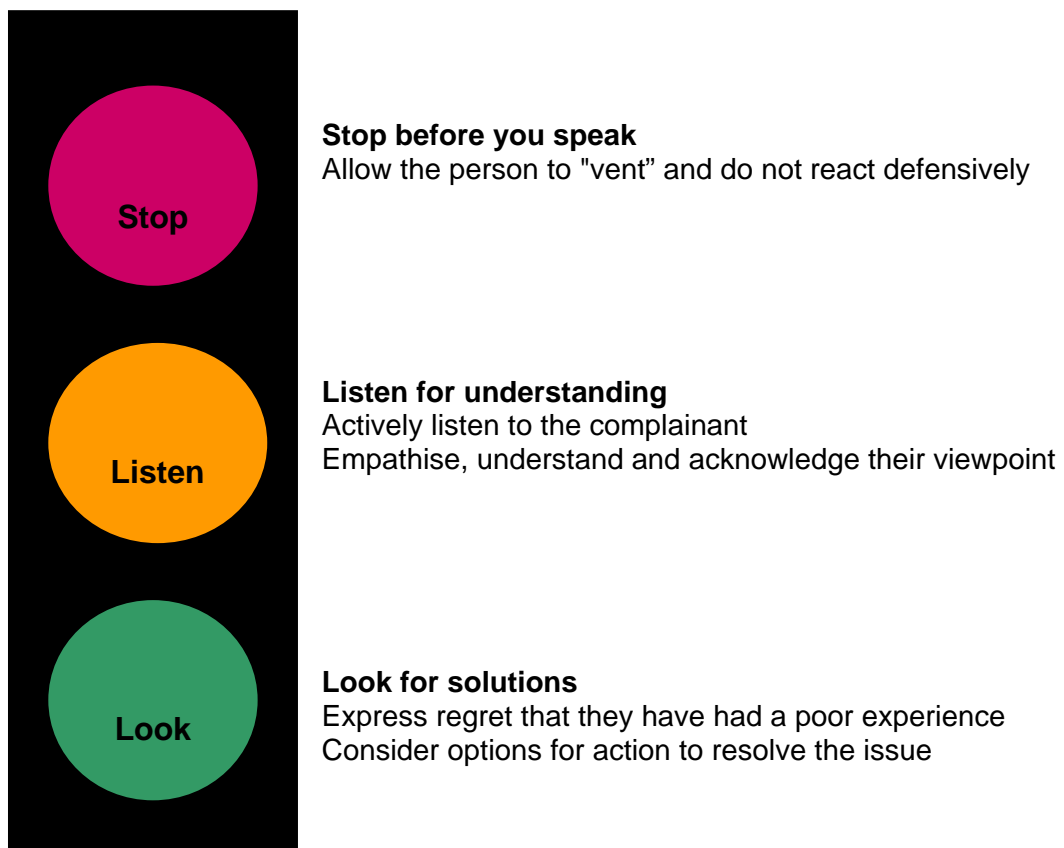 Stop
Stop before you speak
Allow the person to "vent” and do not react defensively
Listen
Listen for understanding
Actively listen to the complainant
Empathise, understand and acknowledge their viewpoint
Look
Look for solutions
Express regret that they have had a poor experience
Consider options for action to resolve the issue